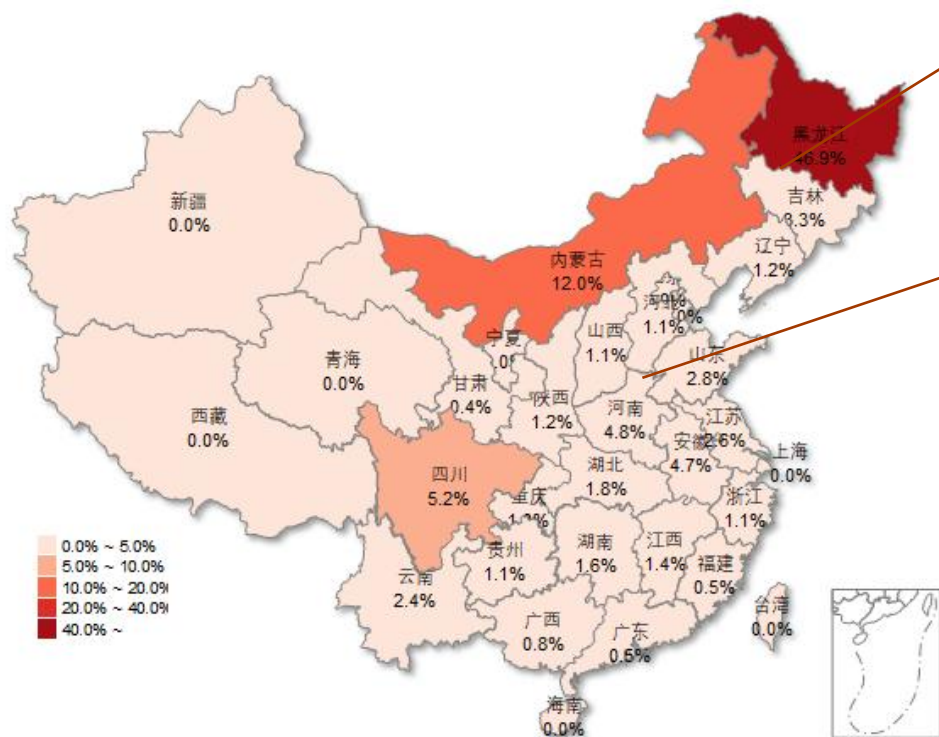 黑龙江
46.9%
吉林
3.3%
辽宁
1.2%
新疆
0.0%
内蒙古
12.0%
河北
1.1%
山西
1.1%
宁夏
山东
2.8%
青海
0.0%
甘肃
0.4%
陕西
1.2%
河南
4.8%
江苏
2.6%
安徽
4.7%
上海
0.0%
西藏
0.0%
四川
5.2%
湖北
1.8%
重庆
浙江
1.1%
贵州
1.1%
湖南
1.6%
江西
1.4%
福建
0.5%
云南
2.4%
广西
0.8%
广东
0.5%
台湾
0.0%
海南
0.0%
0.0% ~ 5.0%
5.0% ~ 10.0%
10.0% ~ 20.0%
20.0% ~ 40.0%
40.0% ~